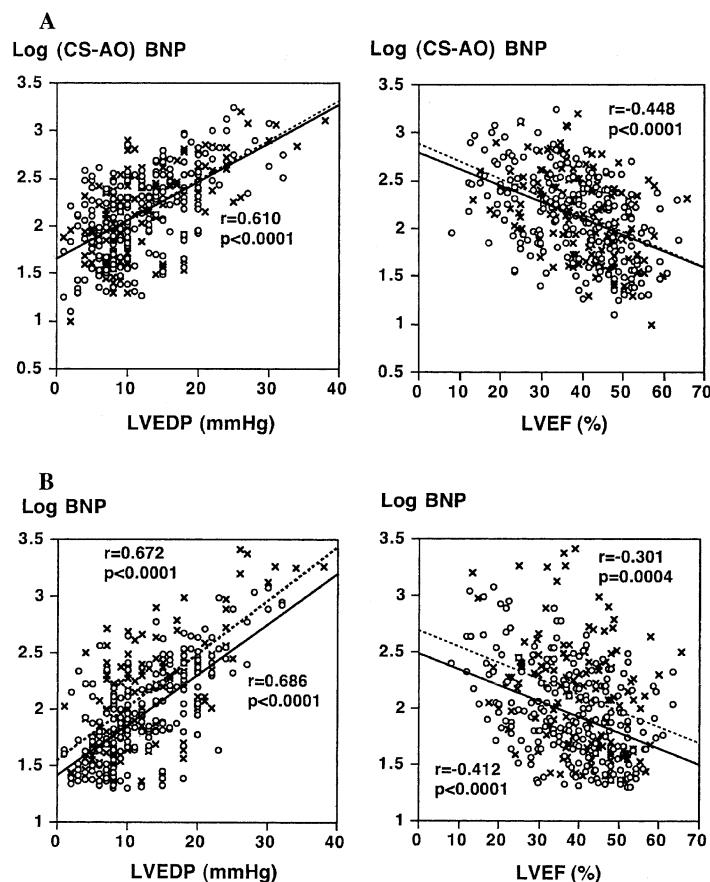 A
Log (CS-AO) BNP
3.5
3
2.5
2
1.5
1
0.5
r=0.610
p<0.0001
0 10 20 30 40
LVEDP (mmHg)
Log (CS-AO) BNP
3.5
3
2.5
2
1.5
1
0.5
r=-0.448
p<0.0001
0 10 20 30 40 50 60 70
LVEF (%)
B
Log BNP
3.5
3
2.5
2
1.5
1
r=0.672
p<0.0001
r=0.686
p<0.0001
0 10 20 30 40
LVEDP (mmHg)
Log BNP
3.5
3
2.5
2
1.5
1
r=-0.301
p=0.0004
r=-0.412
p<0.0001
0 10 20 30 40 50 60 70
LVEF (%)